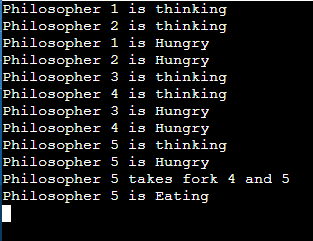 Philosopher 1 is thinking
Philosopher 2 is thinking
Philosopher 1 is Hungry
Philosopher 2 is Hungry
Philosopher 3 is thinking
Philosopher 4 is thinking
Philosopher 3 is Hungry
Philosopher 4 is Hungry
Philosopher 5 is thinking
Philosopher 5 is Hungry
Philosopher 5 takes fork 4 and 5
Philosopher 5 is Eating